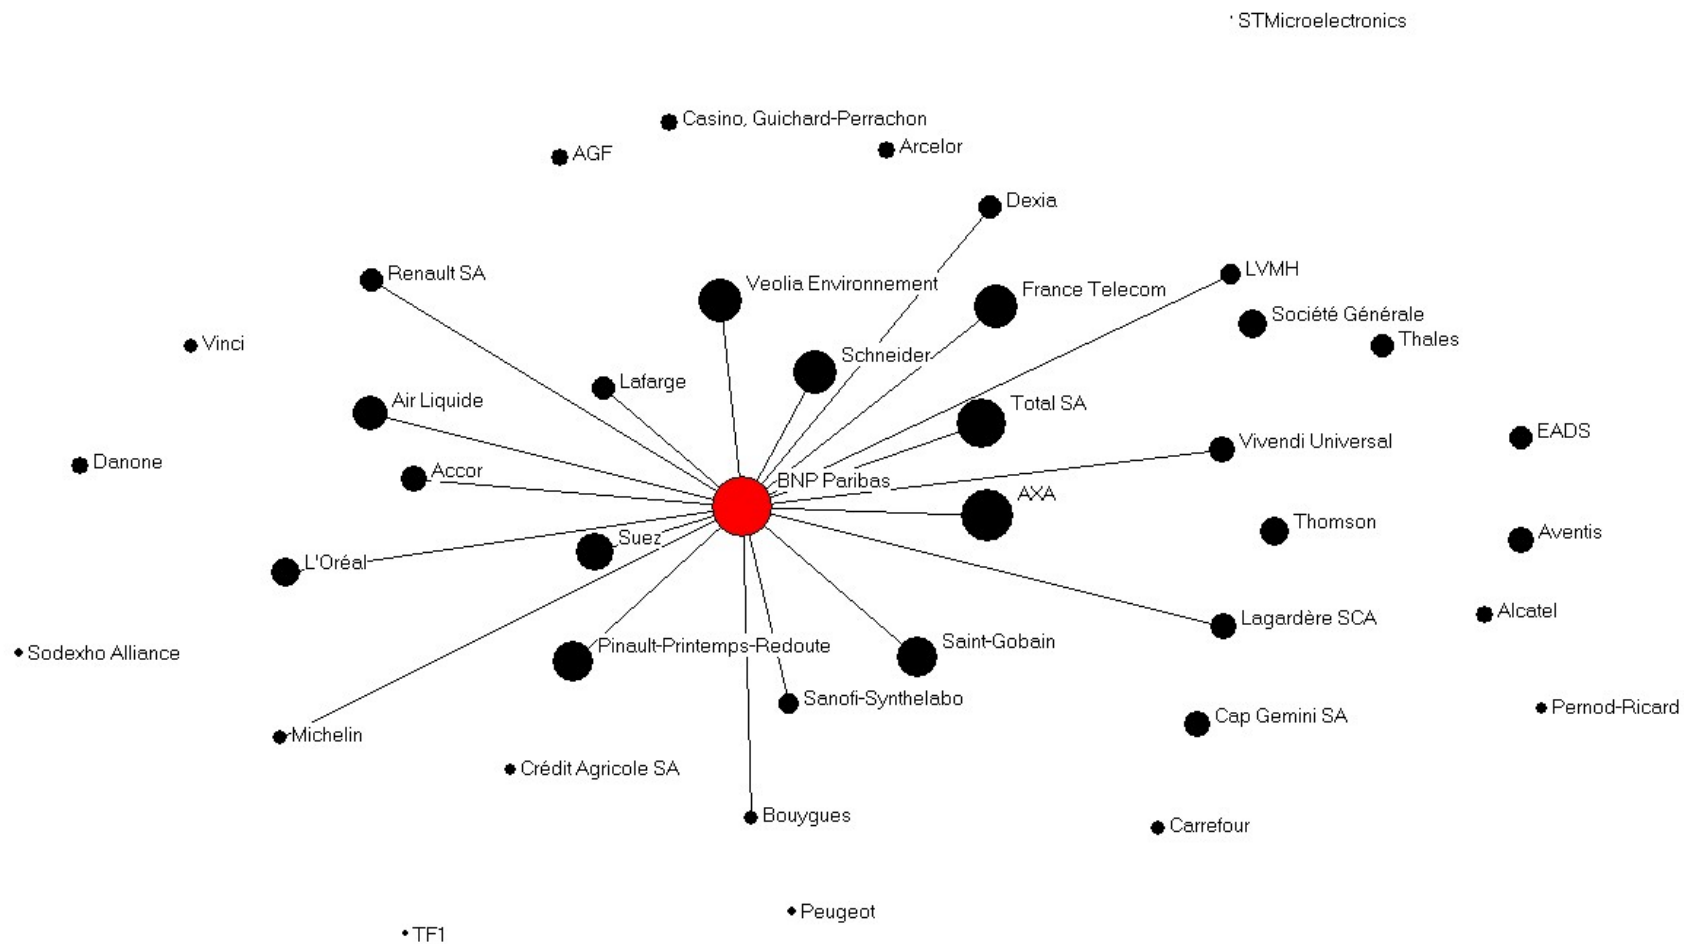 STMicroelectronics
Casino, Guichard-Perrachon
Arcelor
AGF
Dexia
LVMH
Renault SA
Veolia Environnement
France Telecom
Société Générale
Thales
Vinci
Schneider
Lafarge
Air Liquide
Total SA
EADS
Vivendi Universal
Danone
Accor
BNP Paribas
AXA
Thomson
Aventis
Suez
L'Oréal
Alcatel
Lagardère SCA
Saint-Gobain
Pinault-Printemps-Redoute
Sodexho Alliance
Sanofi-Synthelabo
Pernod-Ricard
Cap Gemini SA
Michelin
Crédit Agricole SA
Bouygues
Carrefour
Peugeot
TF1